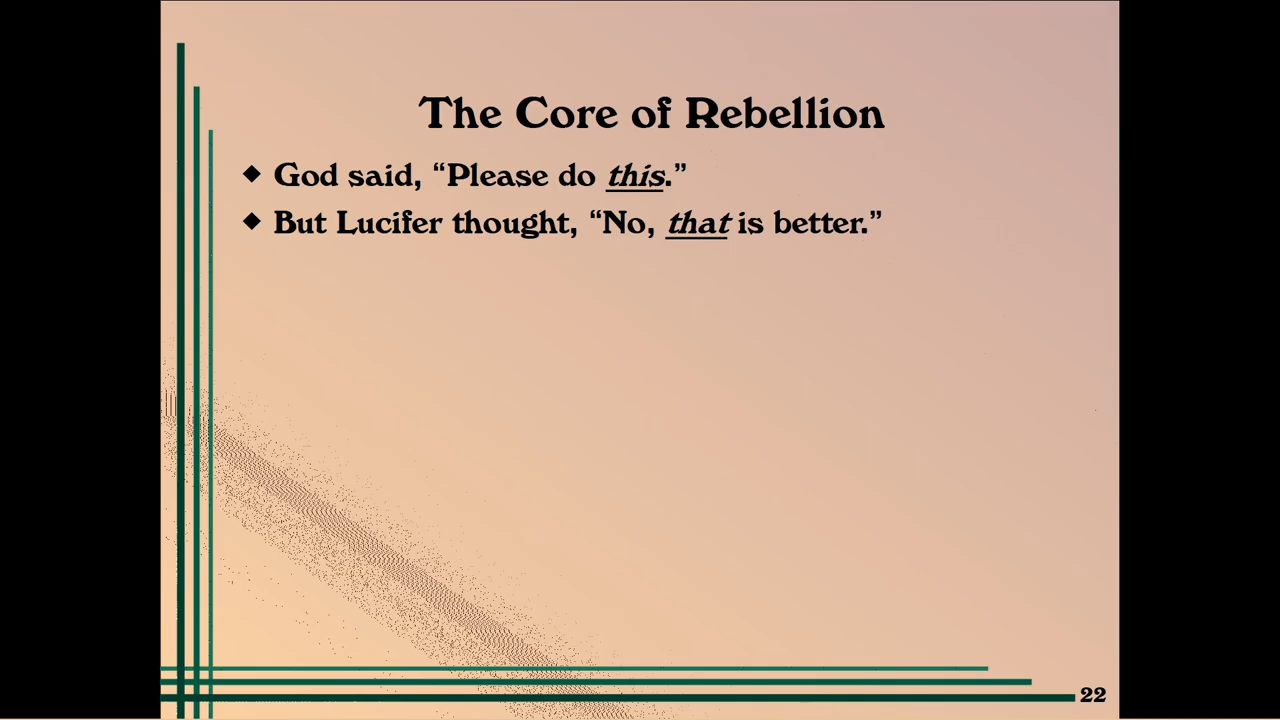 The Core of Rebellion
◆ God said, “Please do this.”
◆ But Lucifer thought, “No, that is better.”
22